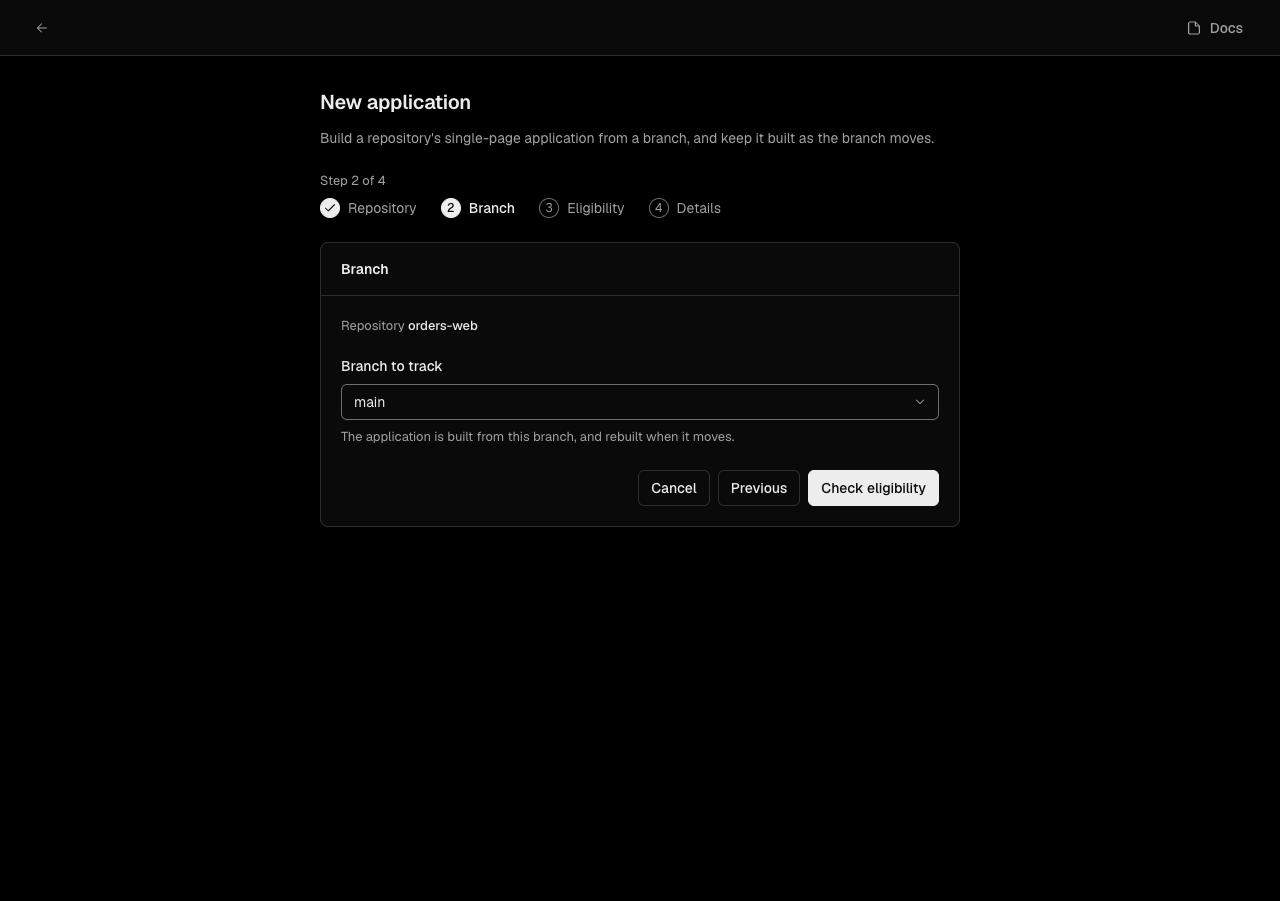 Docs
New application
Build a repository's single-page application from a branch, and keep it built as the branch moves.
Step 2 of 4
Repository 2 Branch 3 Eligibility 4 Details
Branch
Repository orders-web
Branch to track
main
The application is built from this branch, and rebuilt when it moves.
Cancel Previous Check eligibility